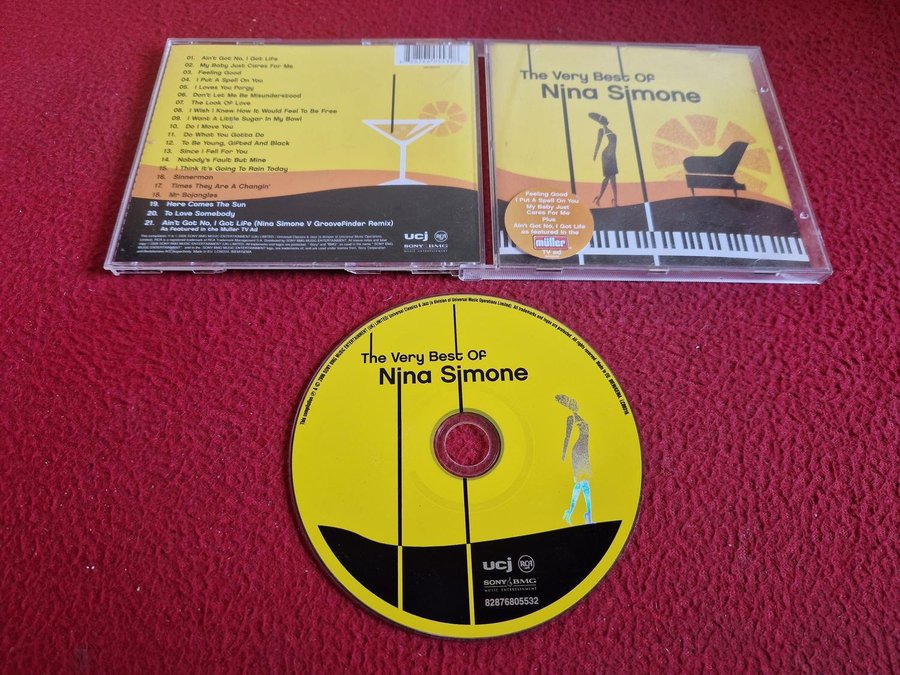 01. Ain't Got No, I Got Life
02. My Baby Just Cares For Me
03. Feeling Good
04. I Put A Spell On You
05. I Loves You Porgy
06. Don't Let Me Be Misunderstood
07. The Look Of Love
08. I Wish I Knew How It Would Feel To Be Free
09. I Want A Little Sugar In My Bowl
10. Do I Move You
11. Do What You Gotta Do
12. To Be Young, Gifted And Black
13. Since I Fell For You
14. Nobody's Fault But Mine
15. I Think It's Going To Rain Today
16. Sinnerman
17. Times They Are A Changin'
18. Mr Bojangles
19. Here Comes The Sun
20. To Love Somebody
21. Ain't Got No, I Got Life (Nina Simone V Groovefinder Remix)
As Featured in the Muller TV Ad
ucj RCA
SONY BMG
MUSIC ENTERTAINMENT
The Very Best Of
Nina Simone
Feeling Good
I Put A Spell On You
My Baby Just
Cares For Me
Plus
Ain't Got No, I Got Life
as featured in the
müller
TV ad
The Very Best Of
Nina Simone
ucj RCA
SONY BMG
MUSIC ENTERTAINMENT
82876805532